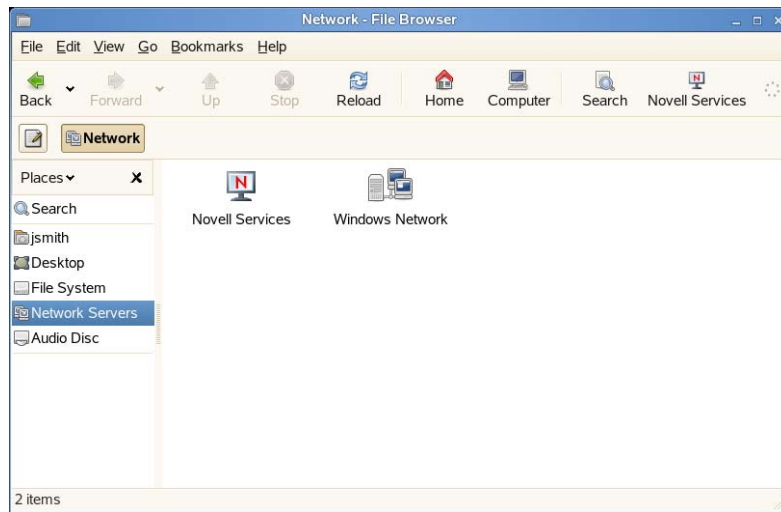 Network - File Browser
File Edit View Go Bookmarks Help
Back Forward Up Stop Reload Home Computer Search Novell Services
Network
Places
Search
jsmith
Desktop
File System
Network Servers
Audio Disc
N
Novell Services
Windows Network
2 items